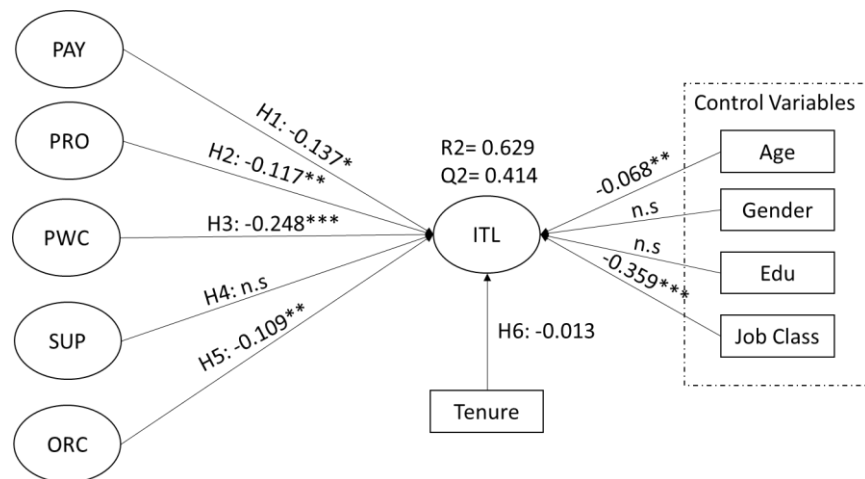 PAY
PRO
PWC
SUP
ORC
H1: -0.137*
H2: -0.117**
H3: -0.248***
H4: n.s
H5: -0.109**
R2= 0.629
Q2= 0.414
ITL
H6: -0.013
Tenure
-0.068**
n.s
n.s
-0.359***
Control Variables
Age
Gender
Edu
Job Class